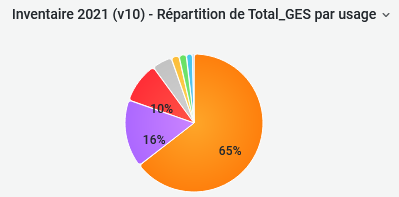 Inventaire 2021 (v10) - Répartition de Total_GES par usage
10%
16%
65%